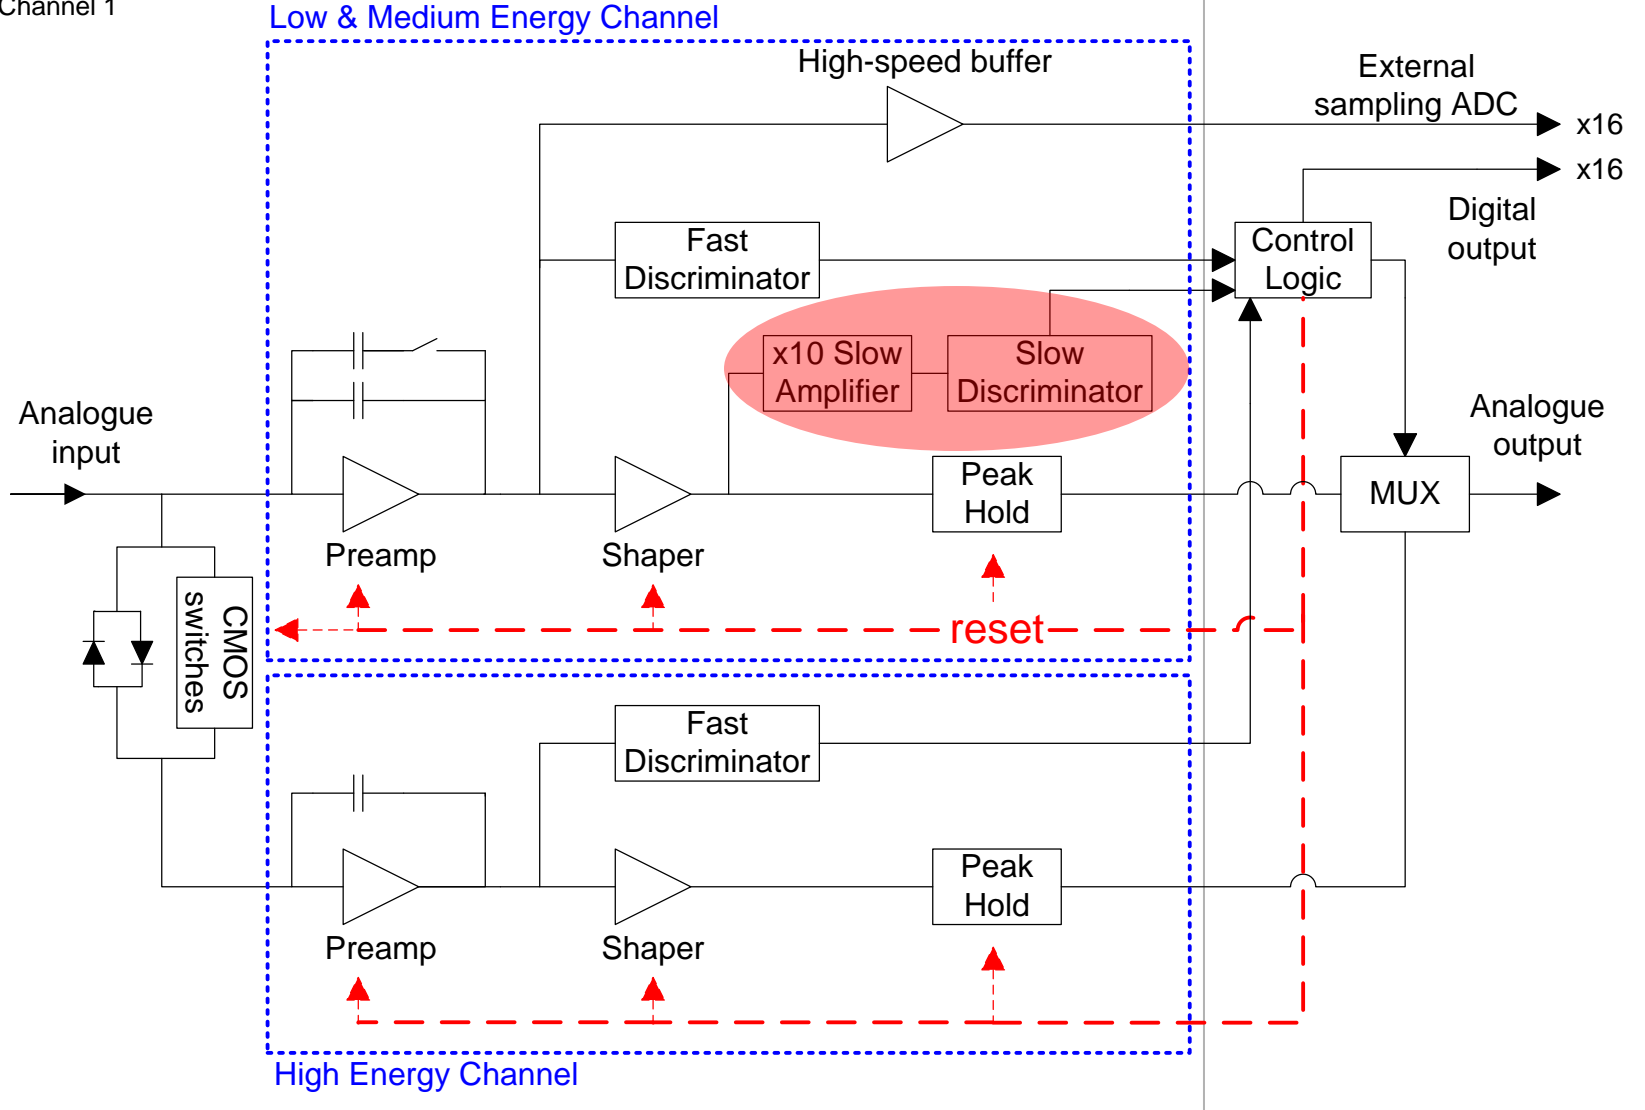 Channel 1
Low & Medium Energy Channel
High-speed buffer
External
sampling ADC
x16
x16
Digital
output
Fast
Discriminator
Control
Logic
x10 Slow
Amplifier
Slow
Discriminator
Analogue
input
Analogue
output
Preamp
Shaper
Peak
Hold
MUX
reset
CMOS
switches
Fast
Discriminator
Preamp
Shaper
Peak
Hold
High Energy Channel